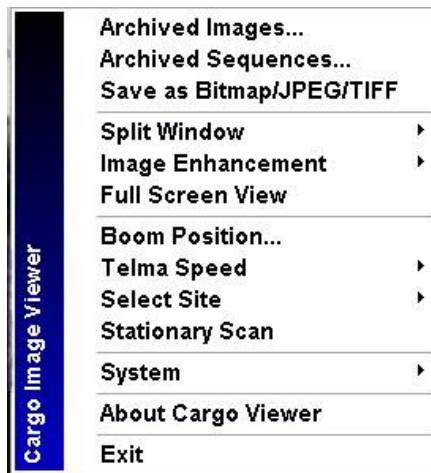 Archived Images...
Archived Sequences...
Save as Bitmap/JPEG/TIFF
Split Window
Image Enhancement
Full Screen View
Boom Position...
Telma Speed
Select Site
Stationary Scan
System
About Cargo Viewer
Exit
Cargo Image Viewer